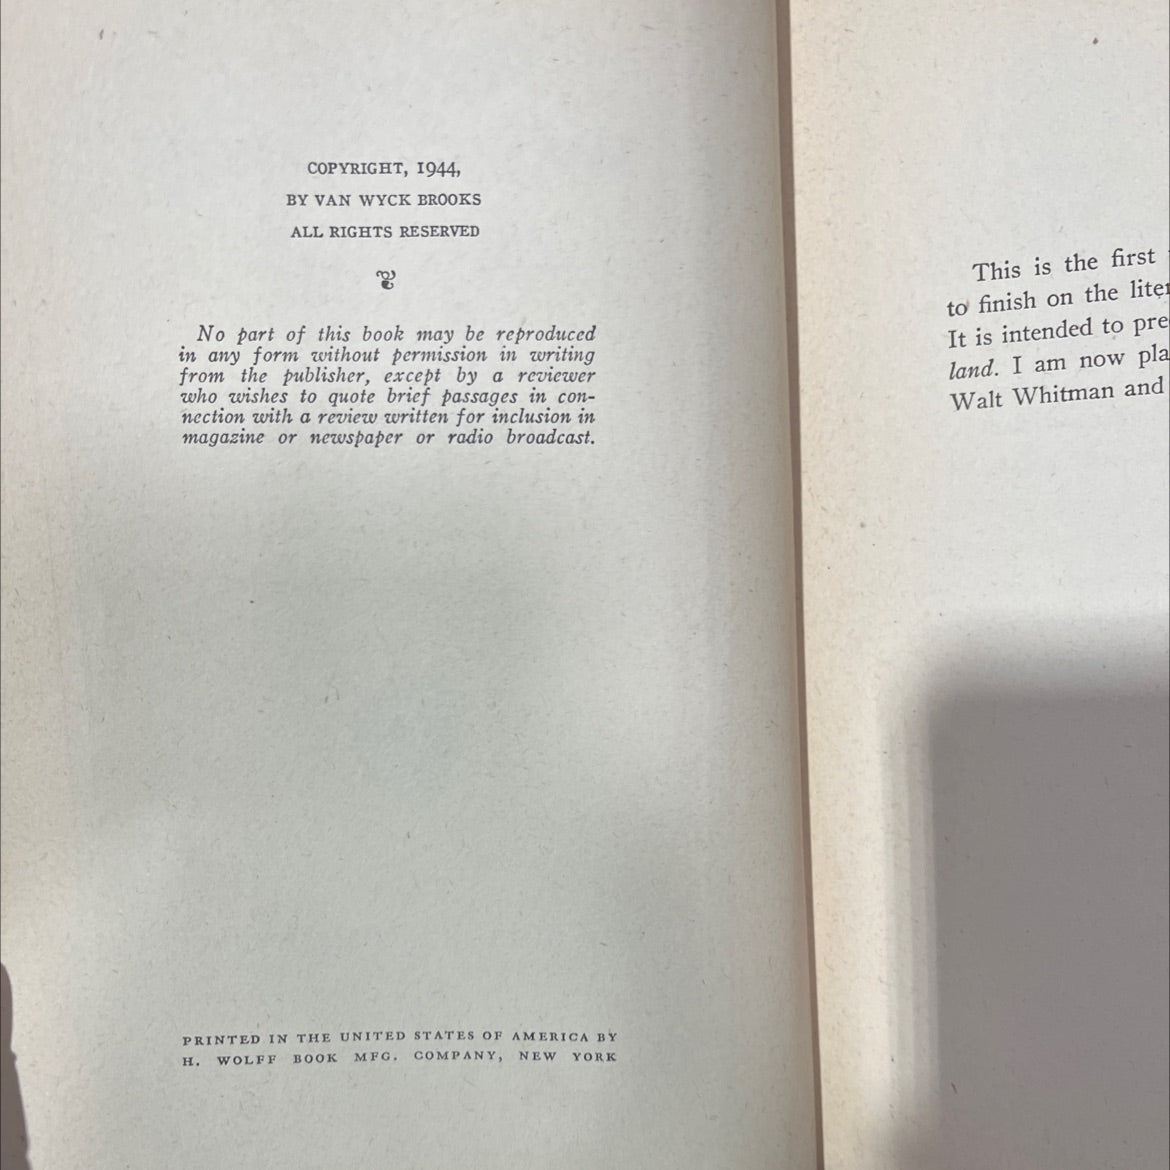 COPYRIGHT, 1944,
BY VAN WYCK BROOKS
ALL RIGHTS RESERVED
No part of this book may be reproduced
in any form without permission in writing
from the publisher, except by a reviewer
who wishes to quote brief passages in con-
nection with a review written for inclusion in
magazine or newspaper or radio broadcast.
PRINTED IN THE UNITED STATES OF AMERICA BY
H. WOLFF BOOK MFG. COMPANY, NEW YORK
This is the first
to finish on the liter
It is intended to pre
land. I am now pla
Walt Whitman and